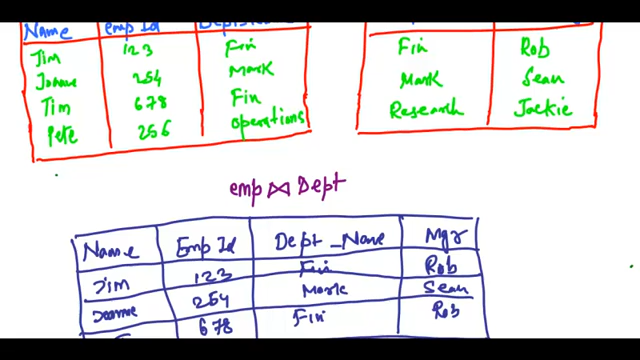 Name emp Id
Jim 123 Fin
Joanne 254 Mark
Tim 678 Fin
Pete 256 operations
Fin Rob
Mark Sean
Research Jackie
emp ⋈ Dept
Name Emp Id Dept_Name Mgr
Jim 123 Fin Rob
Joanne 254 Mark Sean
678 Fin Rob